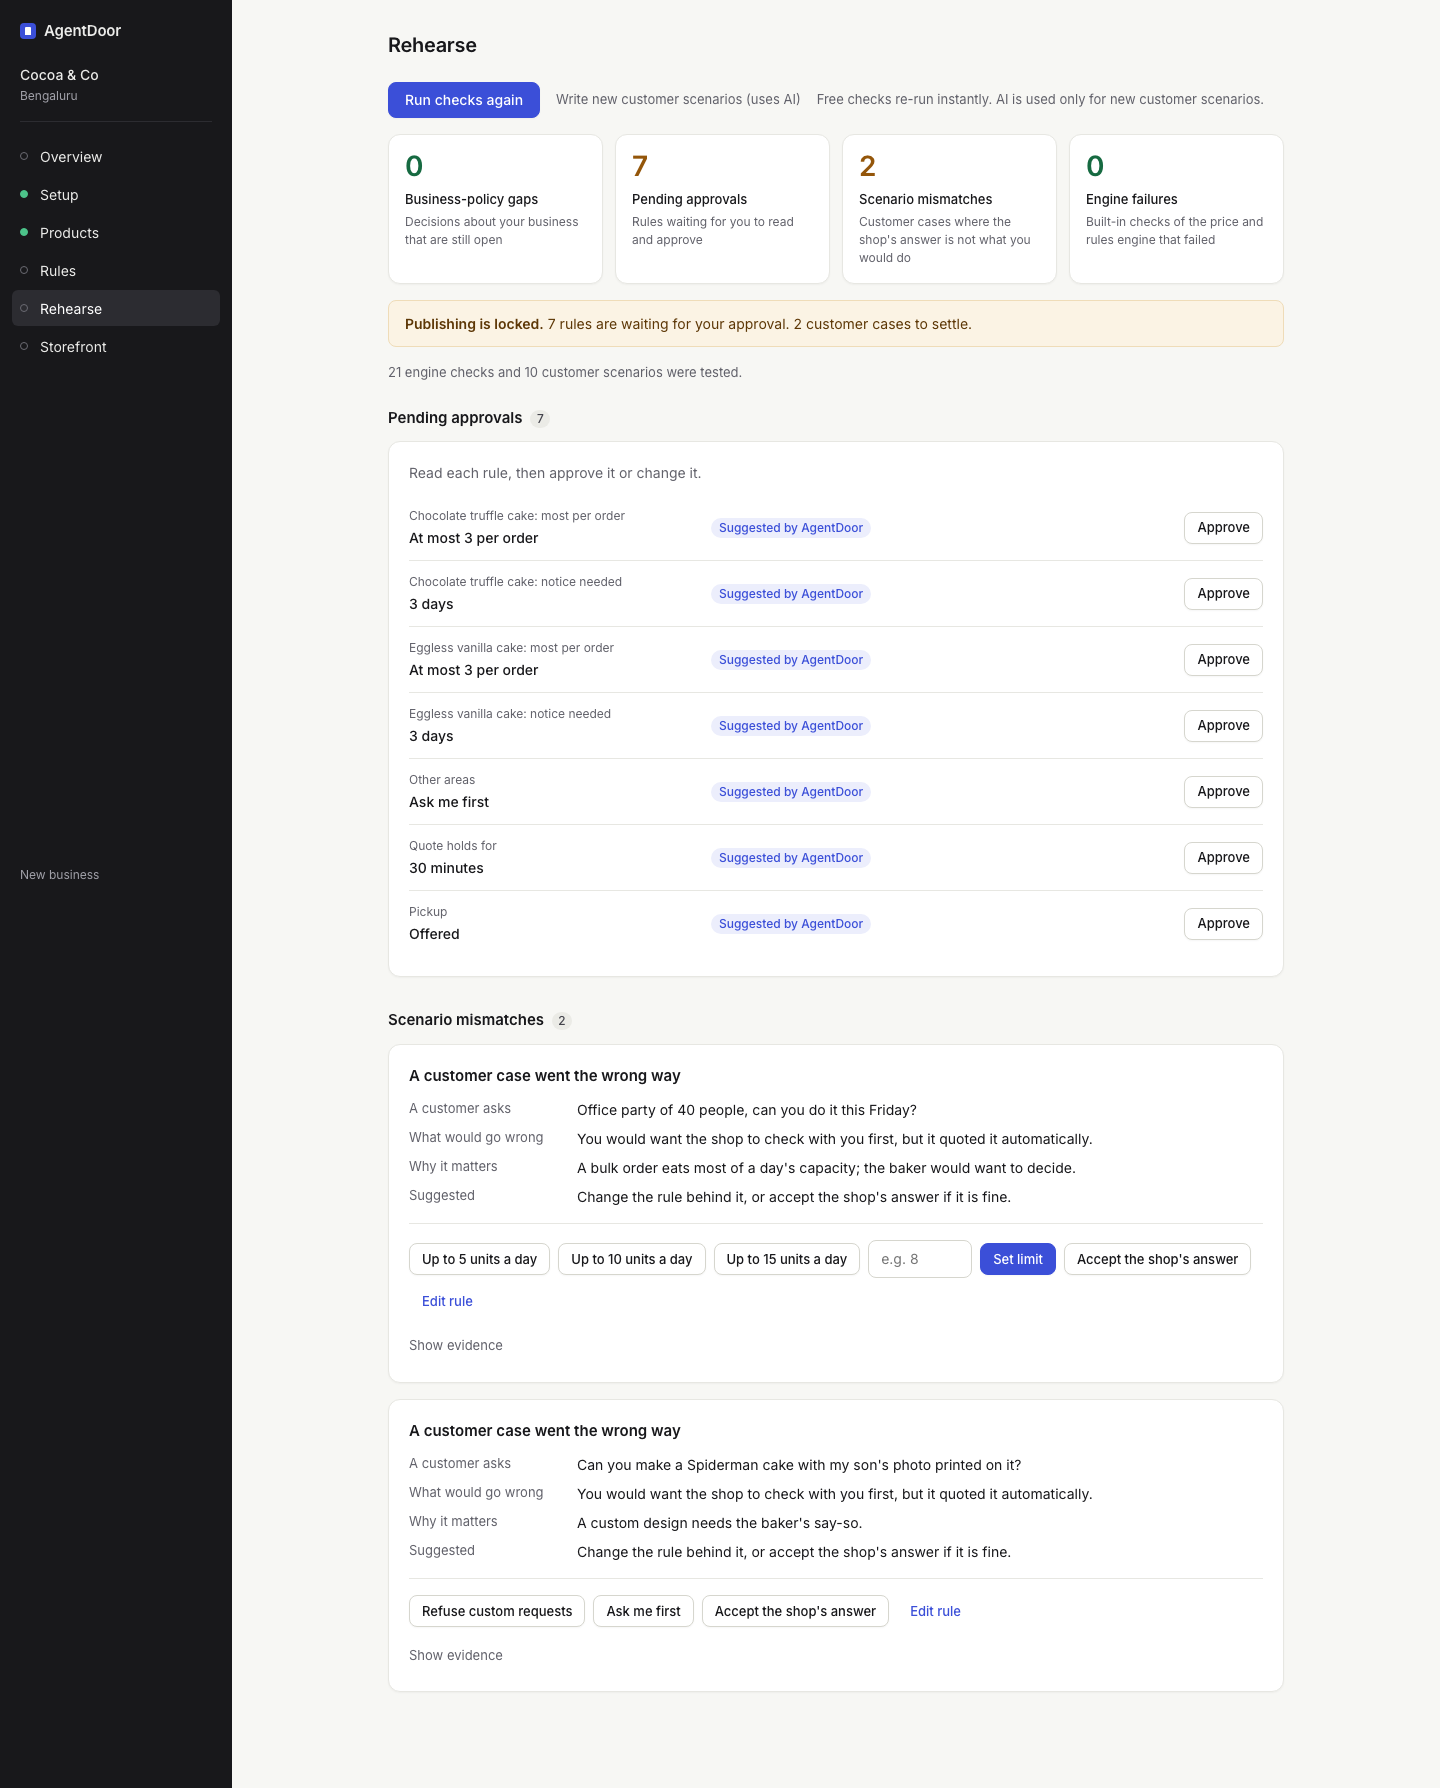 AgentDoor
Cocoa & Co
Bengaluru
Overview
Setup
Products
Rules
Rehearse
Storefront
New business
Rehearse
Run checks again
Write new customer scenarios (uses AI)
Free checks re-run instantly. AI is used only for new customer scenarios.
0
Business-policy gaps
Decisions about your business
that are still open
7
Pending approvals
Rules waiting for you to read
and approve
2
Scenario mismatches
Customer cases where the
shop's answer is not what you
would do
0
Engine failures
Built-in checks of the price and
rules engine that failed
Publishing is locked. 7 rules are waiting for your approval. 2 customer cases to settle.
21 engine checks and 10 customer scenarios were tested.
Pending approvals 7
Read each rule, then approve it or change it.
Chocolate truffle cake: most per order
At most 3 per order
Suggested by AgentDoor
Approve
Chocolate truffle cake: notice needed
3 days
Suggested by AgentDoor
Approve
Eggless vanilla cake: most per order
At most 3 per order
Suggested by AgentDoor
Approve
Eggless vanilla cake: notice needed
3 days
Suggested by AgentDoor
Approve
Other areas
Ask me first
Suggested by AgentDoor
Approve
Quote holds for
30 minutes
Suggested by AgentDoor
Approve
Pickup
Offered
Suggested by AgentDoor
Approve
Scenario mismatches 2
A customer case went the wrong way
A customer asks Office party of 40 people, can you do it this Friday?
What would go wrong You would want the shop to check with you first, but it quoted it automatically.
Why it matters A bulk order eats most of a day's capacity; the baker would want to decide.
Suggested Change the rule behind it, or accept the shop's answer if it is fine.
Up to 5 units a day Up to 10 units a day Up to 15 units a day e.g. 8 Set limit Accept the shop's answer
Edit rule
Show evidence
A customer case went the wrong way
A customer asks Can you make a Spiderman cake with my son's photo printed on it?
What would go wrong You would want the shop to check with you first, but it quoted it automatically.
Why it matters A custom design needs the baker's say-so.
Suggested Change the rule behind it, or accept the shop's answer if it is fine.
Refuse custom requests Ask me first Accept the shop's answer Edit rule
Show evidence